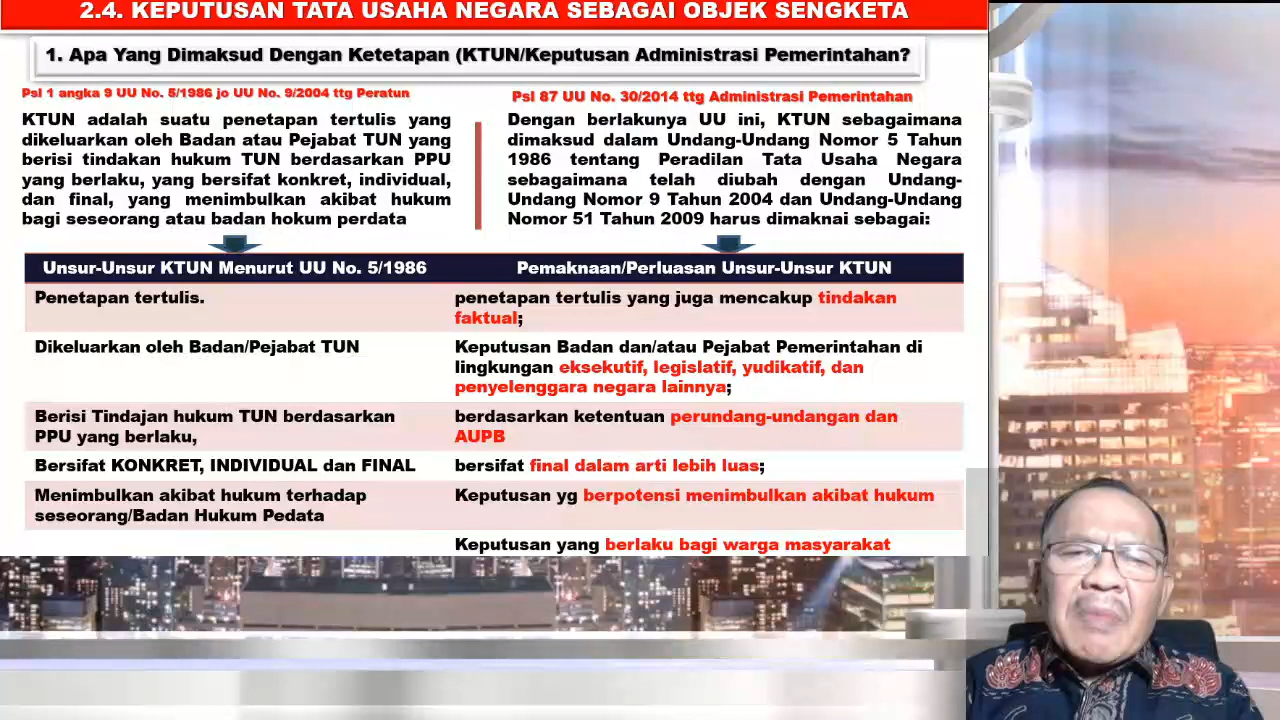 2.4. KEPUTUSAN TATA USAHA NEGARA SEBAGAI OBJEK SENGKETA
1. Apa Yang Dimaksud Dengan Ketetapan (KTUN/Keputusan Administrasi Pemerintahan?
Psl 1 angka 9 UU No. 5/1986 jo UU No. 9/2004 ttg Peratun
KTUN adalah suatu penetapan tertulis yang
dikeluarkan oleh Badan atau Pejabat TUN yang
berisi tindakan hukum TUN berdasarkan PPU
yang berlaku, yang bersifat konkret, individual,
dan final, yang menimbulkan akibat hukum
bagi seseorang atau badan hokum perdata
Psl 87 UU No. 30/2014 ttg Administrasi Pemerintahan
Dengan berlakunya UU ini, KTUN sebagaimana
dimaksud dalam Undang-Undang Nomor 5 Tahun
1986 tentang Peradilan Tata Usaha Negara
sebagaimana telah diubah dengan Undang-
Undang Nomor 9 Tahun 2004 dan Undang-Undang
Nomor 51 Tahun 2009 harus dimaknai sebagai:
Unsur-Unsur KTUN Menurut UU No. 5/1986
Pemaknaan/Perluasan Unsur-Unsur KTUN
Penetapan tertulis.
penetapan tertulis yang juga mencakup tindakan
faktual;
Dikeluarkan oleh Badan/Pejabat TUN
Keputusan Badan dan/atau Pejabat Pemerintahan di
lingkungan eksekutif, legislatif, yudikatif, dan
penyelenggara negara lainnya;
Berisi Tindajan hukum TUN berdasarkan
PPU yang berlaku,
berdasarkan ketentuan perundang-undangan dan
AUPB
Bersifat KONKRET, INDIVIDUAL dan FINAL
bersifat final dalam arti lebih luas;
Menimbulkan akibat hukum terhadap
seseorang/Badan Hukum Pedata
Keputusan yg berpotensi menimbulkan akibat hukum
Keputusan yang berlaku bagi warga masyarakat